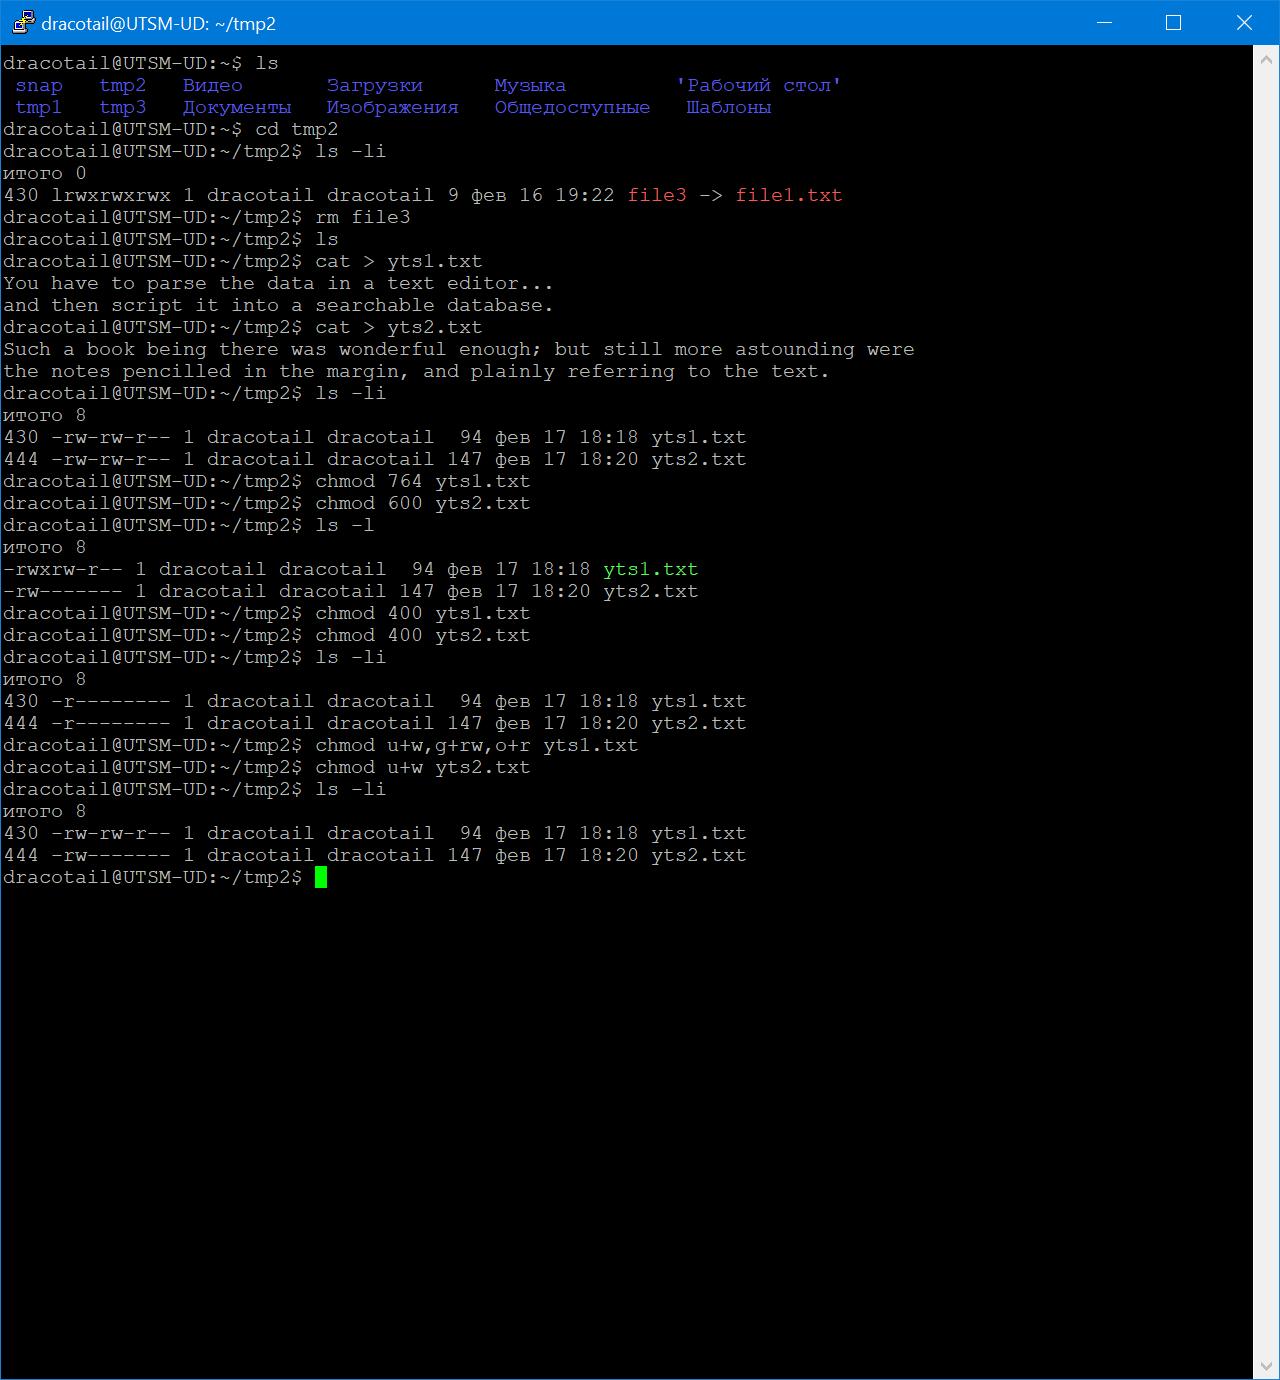 dracotail@UTSM-UD: ~/tmp2
dracotail@UTSM-UD:~$ ls
 snap   tmp2   Видео       Загрузки      Музыка         'Рабочий стол'
 tmp1   tmp3   Документы   Изображения   Общедоступные   Шаблоны
dracotail@UTSM-UD:~$ cd tmp2
dracotail@UTSM-UD:~/tmp2$ ls -li
итого 0
430 lrwxrwxrwx 1 dracotail dracotail 9 фев 16 19:22 file3 -> file1.txt
dracotail@UTSM-UD:~/tmp2$ rm file3
dracotail@UTSM-UD:~/tmp2$ ls
dracotail@UTSM-UD:~/tmp2$ cat > yts1.txt
You have to parse the data in a text editor...
and then script it into a searchable database.
dracotail@UTSM-UD:~/tmp2$ cat > yts2.txt
Such a book being there was wonderful enough; but still more astounding were
the notes pencilled in the margin, and plainly referring to the text.
dracotail@UTSM-UD:~/tmp2$ ls -li
итого 8
430 -rw-rw-r-- 1 dracotail dracotail  94 фев 17 18:18 yts1.txt
444 -rw-rw-r-- 1 dracotail dracotail 147 фев 17 18:20 yts2.txt
dracotail@UTSM-UD:~/tmp2$ chmod 764 yts1.txt
dracotail@UTSM-UD:~/tmp2$ chmod 600 yts2.txt
dracotail@UTSM-UD:~/tmp2$ ls -l
итого 8
-rwxrw-r-- 1 dracotail dracotail  94 фев 17 18:18 yts1.txt
-rw------- 1 dracotail dracotail 147 фев 17 18:20 yts2.txt
dracotail@UTSM-UD:~/tmp2$ chmod 400 yts1.txt
dracotail@UTSM-UD:~/tmp2$ chmod 400 yts2.txt
dracotail@UTSM-UD:~/tmp2$ ls -li
итого 8
430 -r-------- 1 dracotail dracotail  94 фев 17 18:18 yts1.txt
444 -r-------- 1 dracotail dracotail 147 фев 17 18:20 yts2.txt
dracotail@UTSM-UD:~/tmp2$ chmod u+w,g+rw,o+r yts1.txt
dracotail@UTSM-UD:~/tmp2$ chmod u+w yts2.txt
dracotail@UTSM-UD:~/tmp2$ ls -li
итого 8
430 -rw-rw-r-- 1 dracotail dracotail  94 фев 17 18:18 yts1.txt
444 -rw------- 1 dracotail dracotail 147 фев 17 18:20 yts2.txt
dracotail@UTSM-UD:~/tmp2$